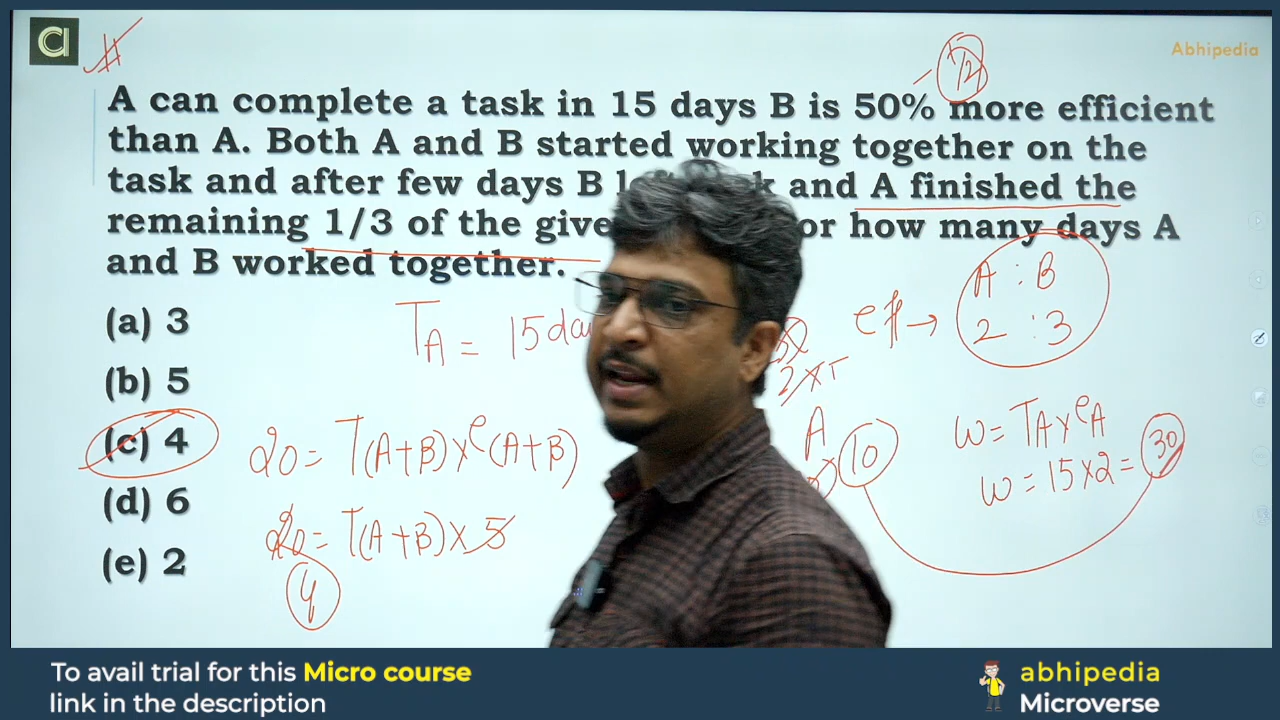 Abhipedia
1/2
A can complete a task in 15 days B is 50% more efficient
than A. Both A and B started working together on the
task and after few days B and A finished the
remaining 1/3 of the give or how many days A
and B worked together.
(a) 3
(b) 5
(c) 4
(d) 6
(e) 2
T_A = 15 da
eff → A : B
2 : 3
20 = T(A+B) × e(A+B)
20 = T(A+B) × 5
4
A
10
W = T_A × e_A
W = 15 × 2 = 30
To avail trial for this Micro course
link in the description
abhipedia
Microverse